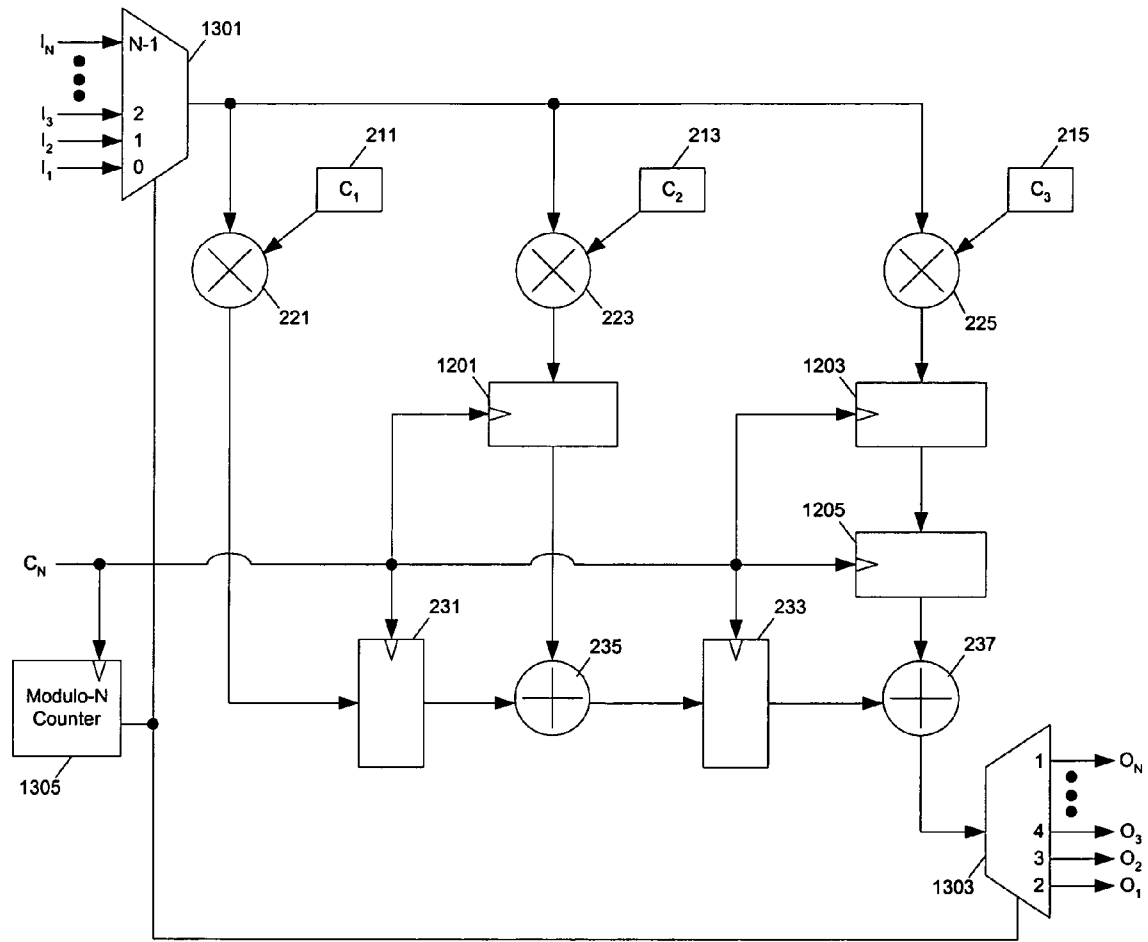 1301
I_N N-1
I_3 2
I_2 1
I_1 0
211
C_1
213
C_2
215
C_3
221
223
225
1201
1203
1205
C_N
231
235
233
237
Modulo-N
Counter
1305
1 O_N
4 O_3
3 O_2
2 O_1
1303